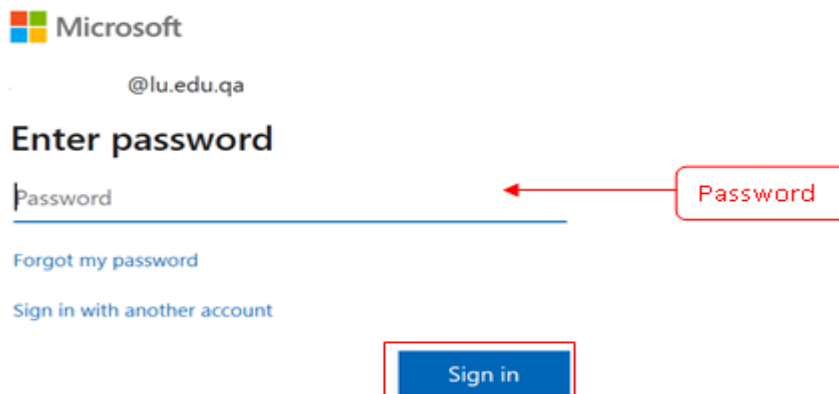 Microsoft
@lu.edu.qa
Enter password
Password
Password
Forgot my password
Sign in with another account
Sign in